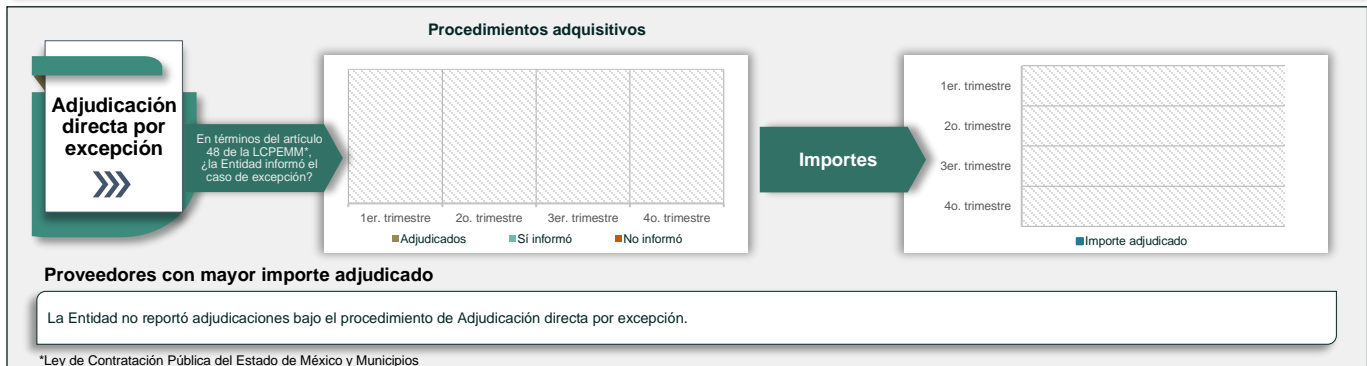 Procedimientos adquisitivos
Adjudicación
directa por
excepción
En términos del artículo
48 de la LCPEMM*,
¿la Entidad informó el
caso de excepción?
1er. trimestre 2o. trimestre 3er. trimestre 4o. trimestre
Adjudicados Sí informó No informó
Importes
1er. trimestre
2o. trimestre
3er. trimestre
4o. trimestre
Importe adjudicado
Proveedores con mayor importe adjudicado
La Entidad no reportó adjudicaciones bajo el procedimiento de Adjudicación directa por excepción.
*Ley de Contratación Pública del Estado de México y Municipios